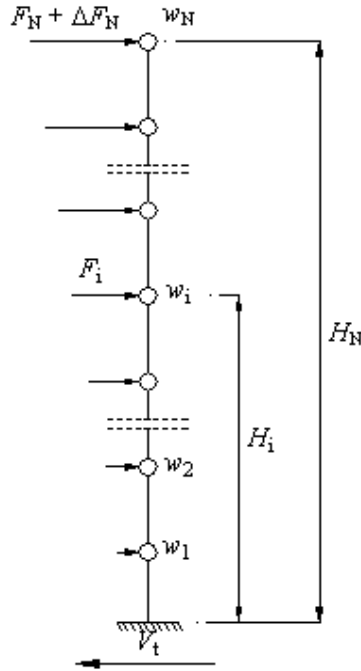 F_N + ΔF_N w_N
F_i w_i
H_N
H_i
w_2
w_1
V_t